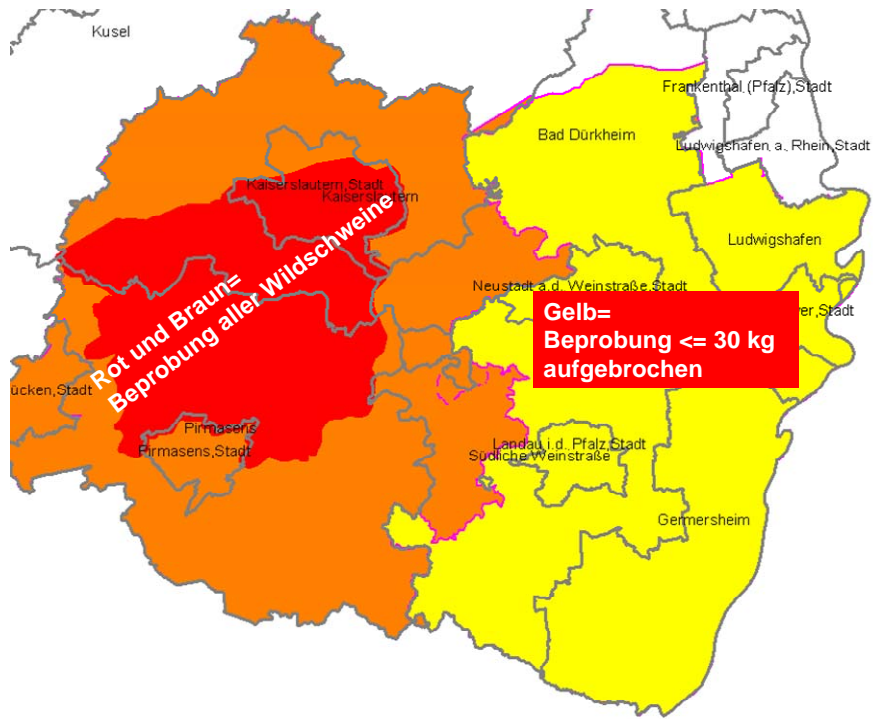 Kusel
Frankenthal (Pfalz),Stadt
Bad Dürkheim
Ludwigshafen a. Rhein,Stadt
Kaiserslautern,Stadt
Kaiserslautern
Rot und Braun=
Beprobung aller Wildschweine
Ludwigshafen
Neustadt a.d. Weinstraße,Stadt
Gelb=
Beprobung <= 30 kg
aufgebrochen
yer,Stadt
ücken,Stadt
Pirmasens
Pirmasens,Stadt
Landau i.d. Pfalz,Stadt
Südliche Weinstraße
Germersheim